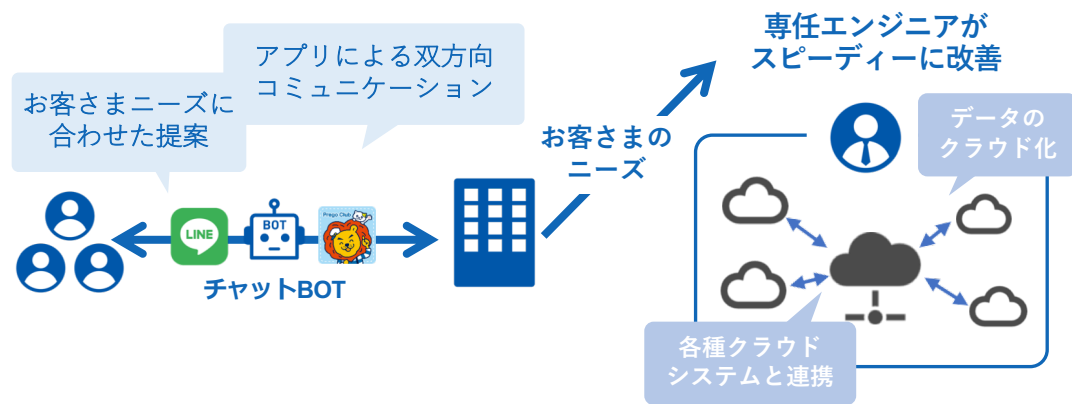 アプリによる双方向
コミュニケーション
お客さまニーズに
合わせた提案
LINE
BOT
Prego Club
チャットBOT
お客さまの
ニーズ
専任エンジニアが
スピーディーに改善
データの
クラウド化
各種クラウド
システムと連携